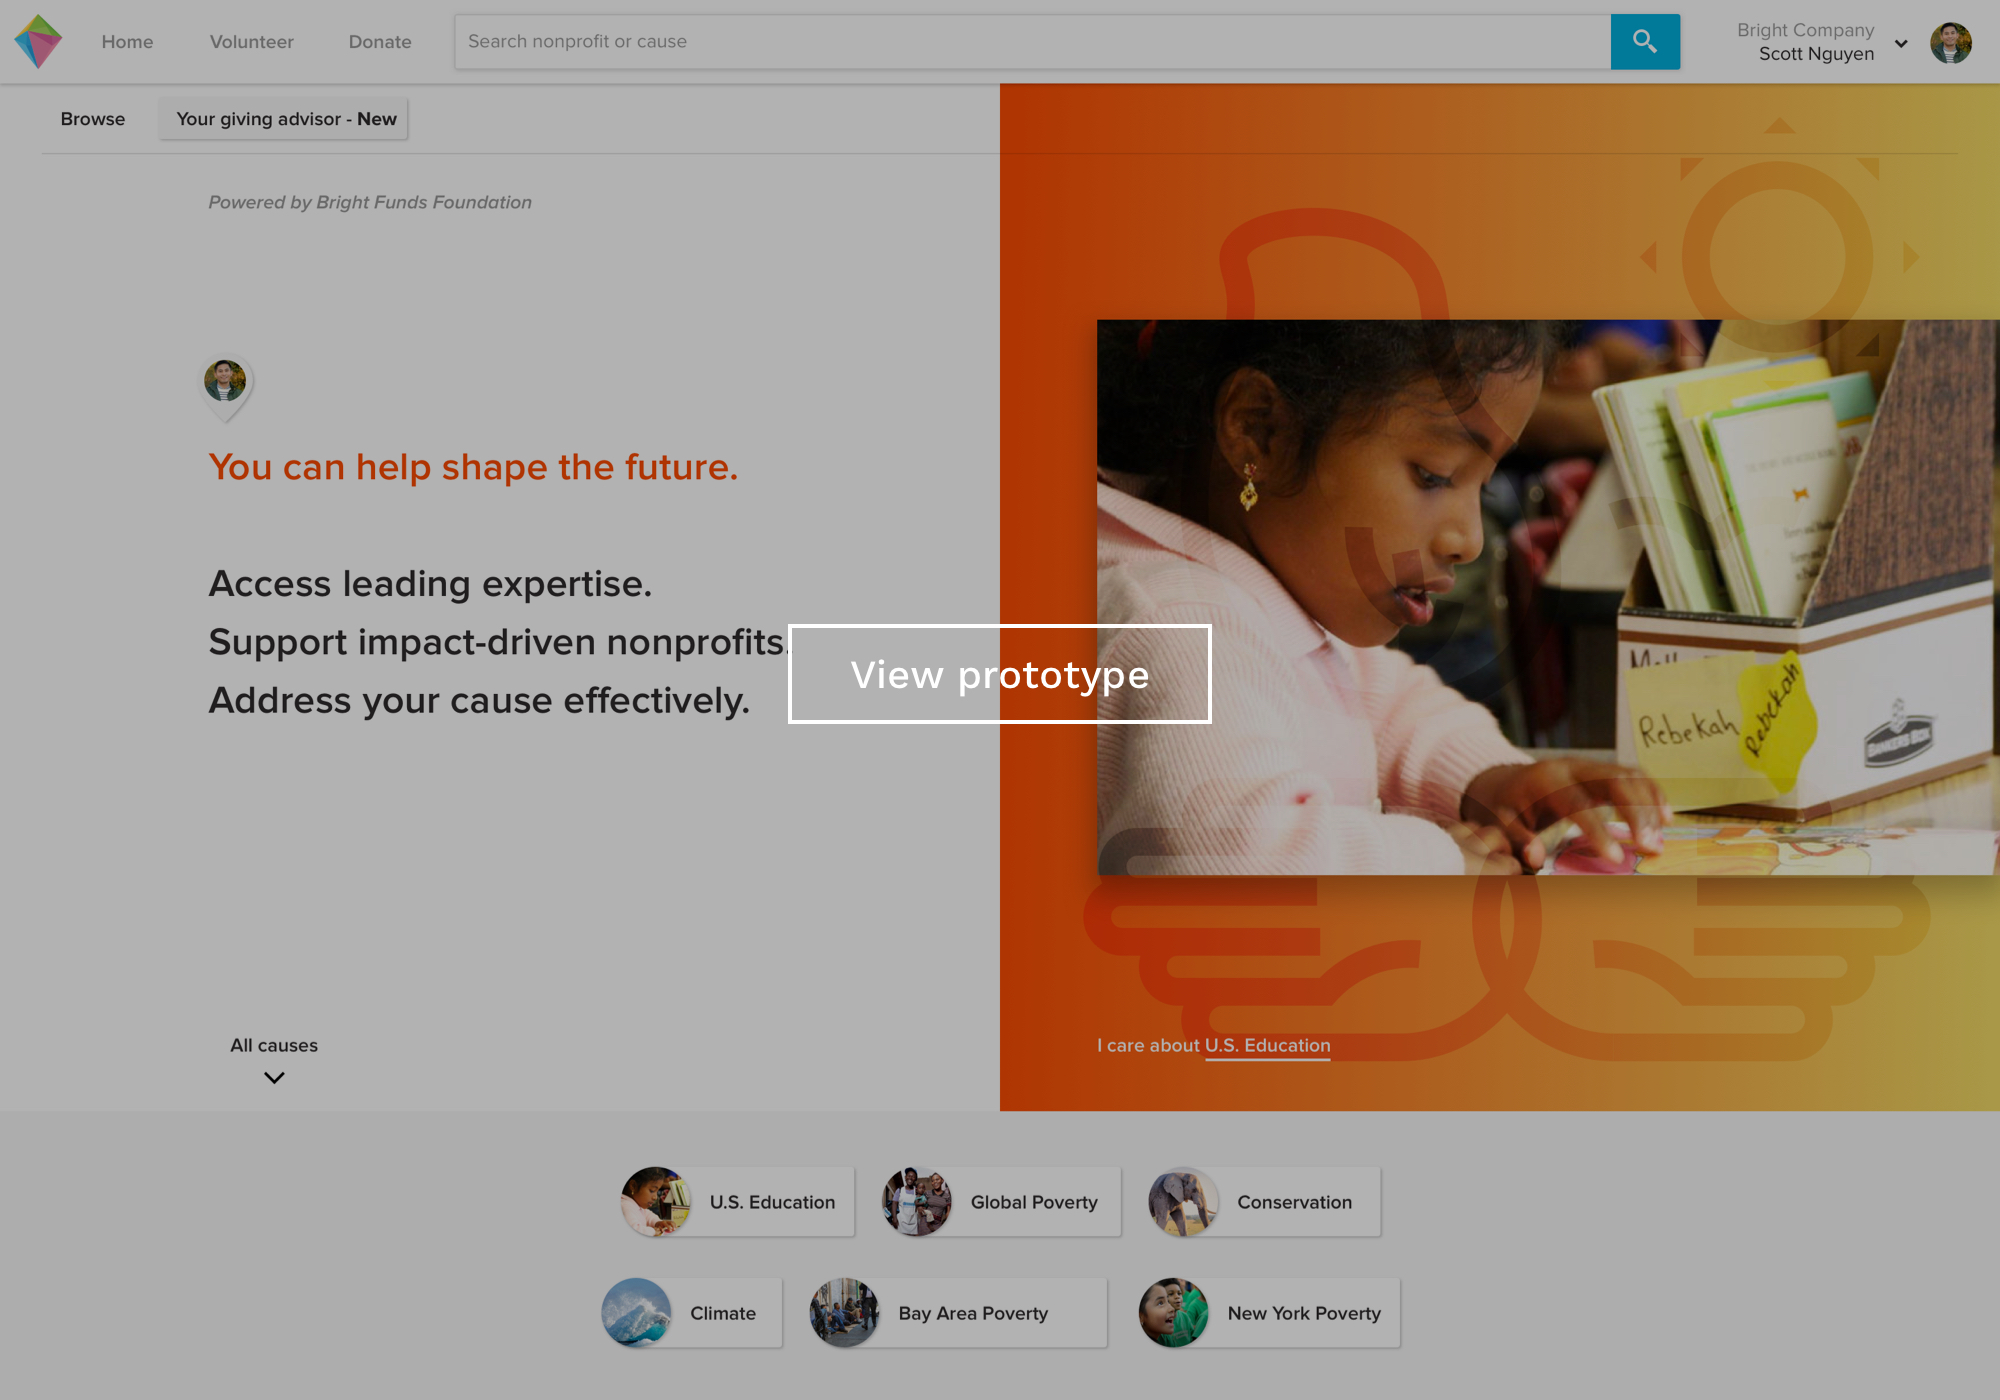 Home
Volunteer
Donate
Search nonprofit or cause
Bright Company
Scott Nguyen
Browse
Your giving advisor - New
Powered by Bright Funds Foundation
You can help shape the future.
Access leading expertise.
Support impact-driven nonprofits.
Address your cause effectively.
View prototype
Rebekah
Rebekah
BANKERS BOX
All causes
I care about U.S. Education
U.S. Education
Global Poverty
Conservation
Climate
Bay Area Poverty
New York Poverty